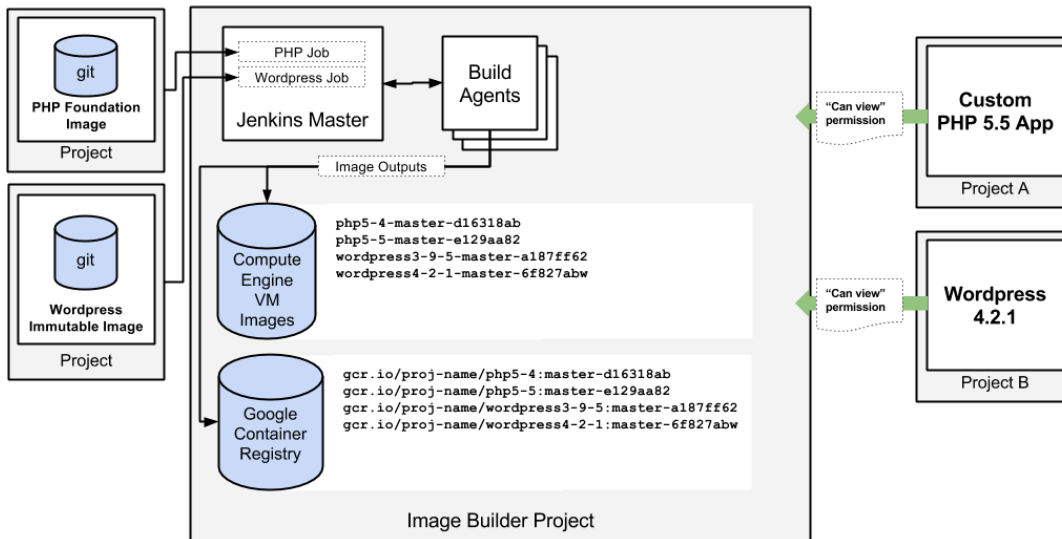 git
PHP Foundation
Image
Project
git
Wordpress
Immutable Image
Project
PHP Job
Wordpress Job
Jenkins Master
Build
Agents
Image Outputs
Compute
Engine
VM
Images
php5-4-master-d16318ab
php5-5-master-e129aa82
wordpress3-9-5-master-a187ff62
wordpress4-2-1-master-6f827abw
Google
Container
Registry
gcr.io/proj-name/php5-4:master-d16318ab
gcr.io/proj-name/php5-5:master-e129aa82
gcr.io/proj-name/wordpress3-9-5:master-a187ff62
gcr.io/proj-name/wordpress4-2-1:master-6f827abw
Image Builder Project
“Can view”
permission
Custom
PHP 5.5 App
Project A
“Can view”
permission
Wordpress
4.2.1
Project B